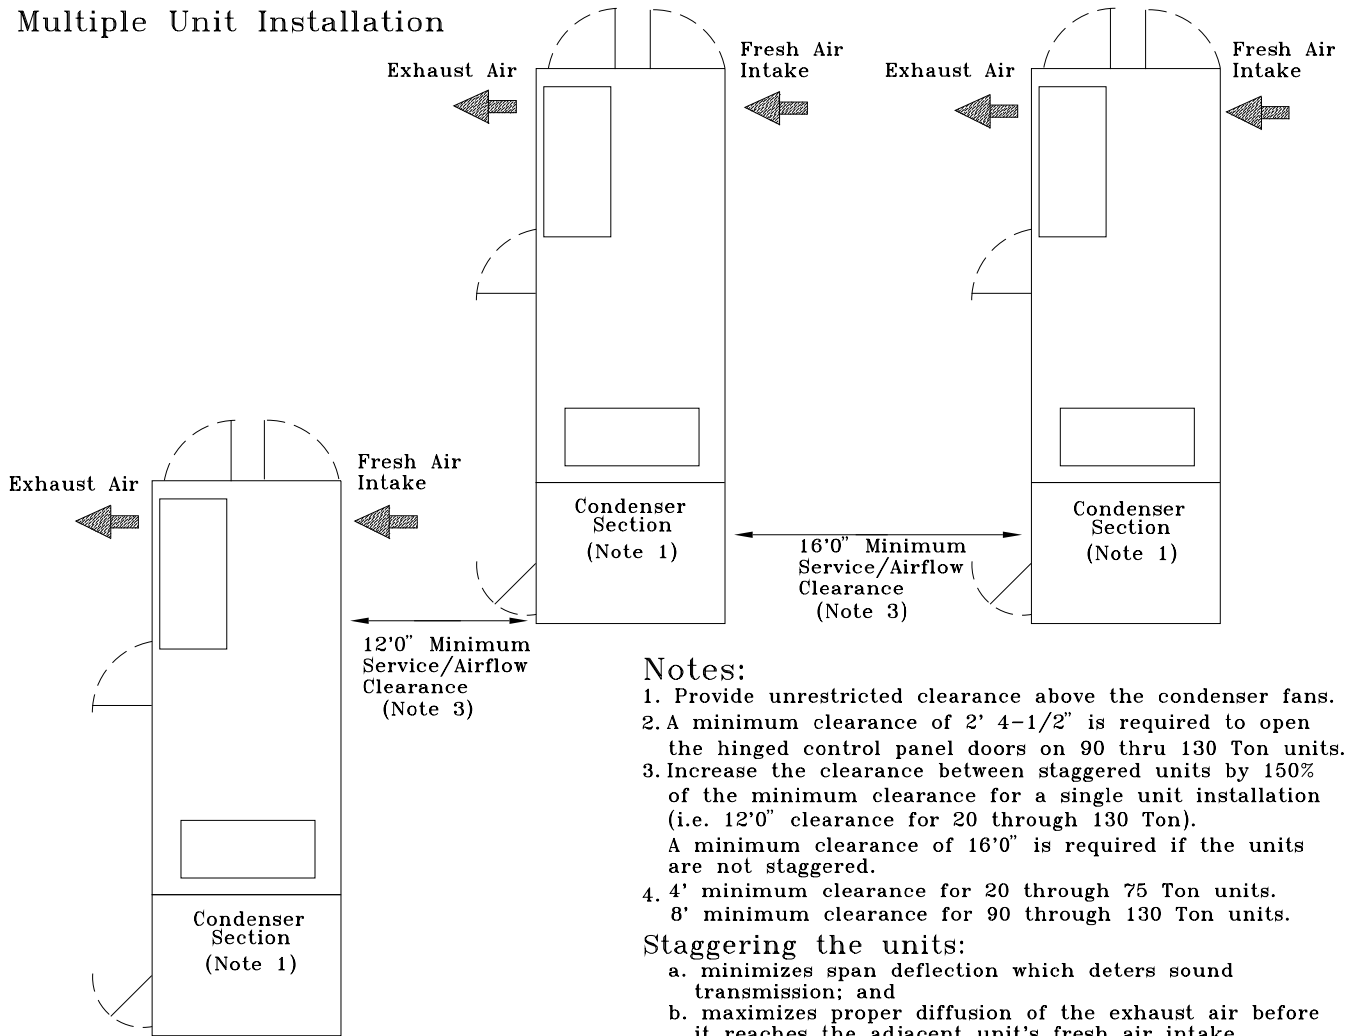 Multiple Unit Installation
Exhaust Air
Fresh Air
Intake
Exhaust Air
Fresh Air
Intake
Exhaust Air
Fresh Air
Intake
Condenser
Section
(Note 1)
Condenser
Section
(Note 1)
16'0" Minimum
Service/Airflow
Clearance
(Note 3)
12'0" Minimum
Service/Airflow
Clearance
(Note 3)
Condenser
Section
(Note 1)
Notes:
1. Provide unrestricted clearance above the condenser fans.
2. A minimum clearance of 2' 4-1/2" is required to open
the hinged control panel doors on 90 thru 130 Ton units.
3. Increase the clearance between staggered units by 150%
of the minimum clearance for a single unit installation
(i.e. 12'0" clearance for 20 through 130 Ton).
A minimum clearance of 16'0" is required if the units
are not staggered.
4. 4' minimum clearance for 20 through 75 Ton units.
8' minimum clearance for 90 through 130 Ton units.
Staggering the units:
a. minimizes span deflection which deters sound
transmission; and
b. maximizes proper diffusion of the exhaust air before
it reaches the adjacent unit's fresh air intake